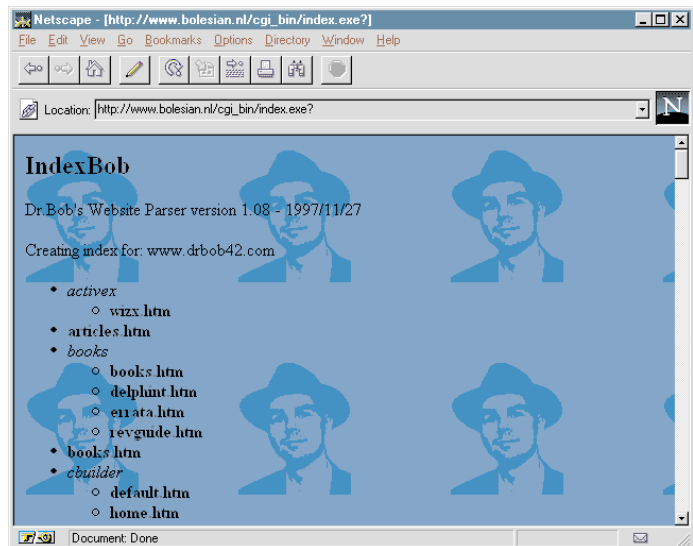 Netscape - [http://www.bolesian.nl/cgi_bin/index.exe?]
File Edit View Go Bookmarks Options Directory Window Help
Location: http://www.bolesian.nl/cgi_bin/index.exe?
N
IndexBob
Dr.Bob's Website Parser version 1.08 - 1997/11/27
Creating index for: www.drbob42.com
activex
wizx.htm
articles.htm
books
books.htm
delphint.htm
errata.htm
revguide.htm
books.htm
cbuilder
default.htm
home.htm
Document: Done